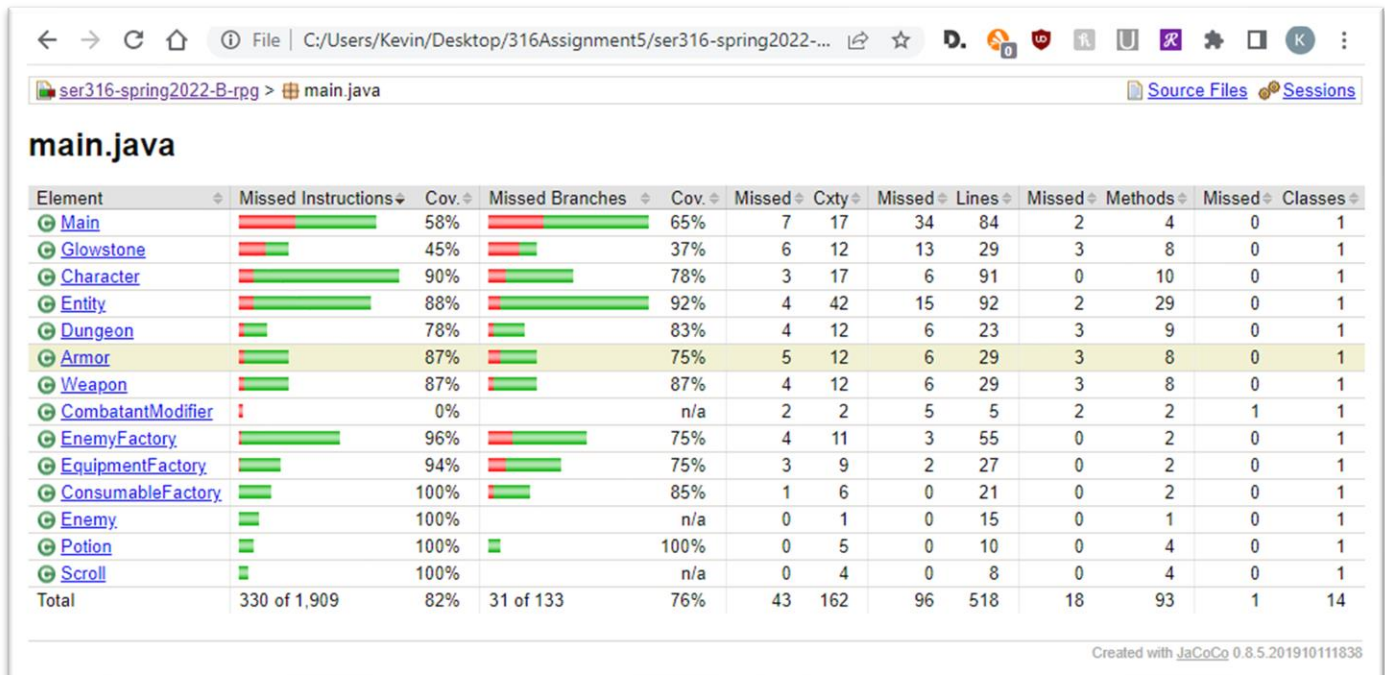 File | C:/Users/Kevin/Desktop/316Assignment5/ser316-spring2022-... D. 0 UD K
ser316-spring2022-B-rpg > main.java Source Files Sessions
main.java
Element Missed Instructions Cov. Missed Branches Cov. Missed Cxty Missed Lines Missed Methods Missed Classes
Main 58% 65% 7 17 34 84 2 4 0 1
Glowstone 45% 37% 6 12 13 29 3 8 0 1
Character 90% 78% 3 17 6 91 0 10 0 1
Entity 88% 92% 4 42 15 92 2 29 0 1
Dungeon 78% 83% 4 12 6 23 3 9 0 1
Armor 87% 75% 5 12 6 29 3 8 0 1
Weapon 87% 87% 4 12 6 29 3 8 0 1
CombatantModifier 0% n/a 2 2 5 5 2 2 1 1
EnemyFactory 96% 75% 4 11 3 55 0 2 0 1
EquipmentFactory 94% 75% 3 9 2 27 0 2 0 1
ConsumableFactory 100% 85% 1 6 0 21 0 2 0 1
Enemy 100% n/a 0 1 0 15 0 1 0 1
Potion 100% 100% 0 5 0 10 0 4 0 1
Scroll 100% n/a 0 4 0 8 0 4 0 1
Total 330 of 1,909 82% 31 of 133 76% 43 162 96 518 18 93 1 14
Created with JaCoCo 0.8.5.201910111838